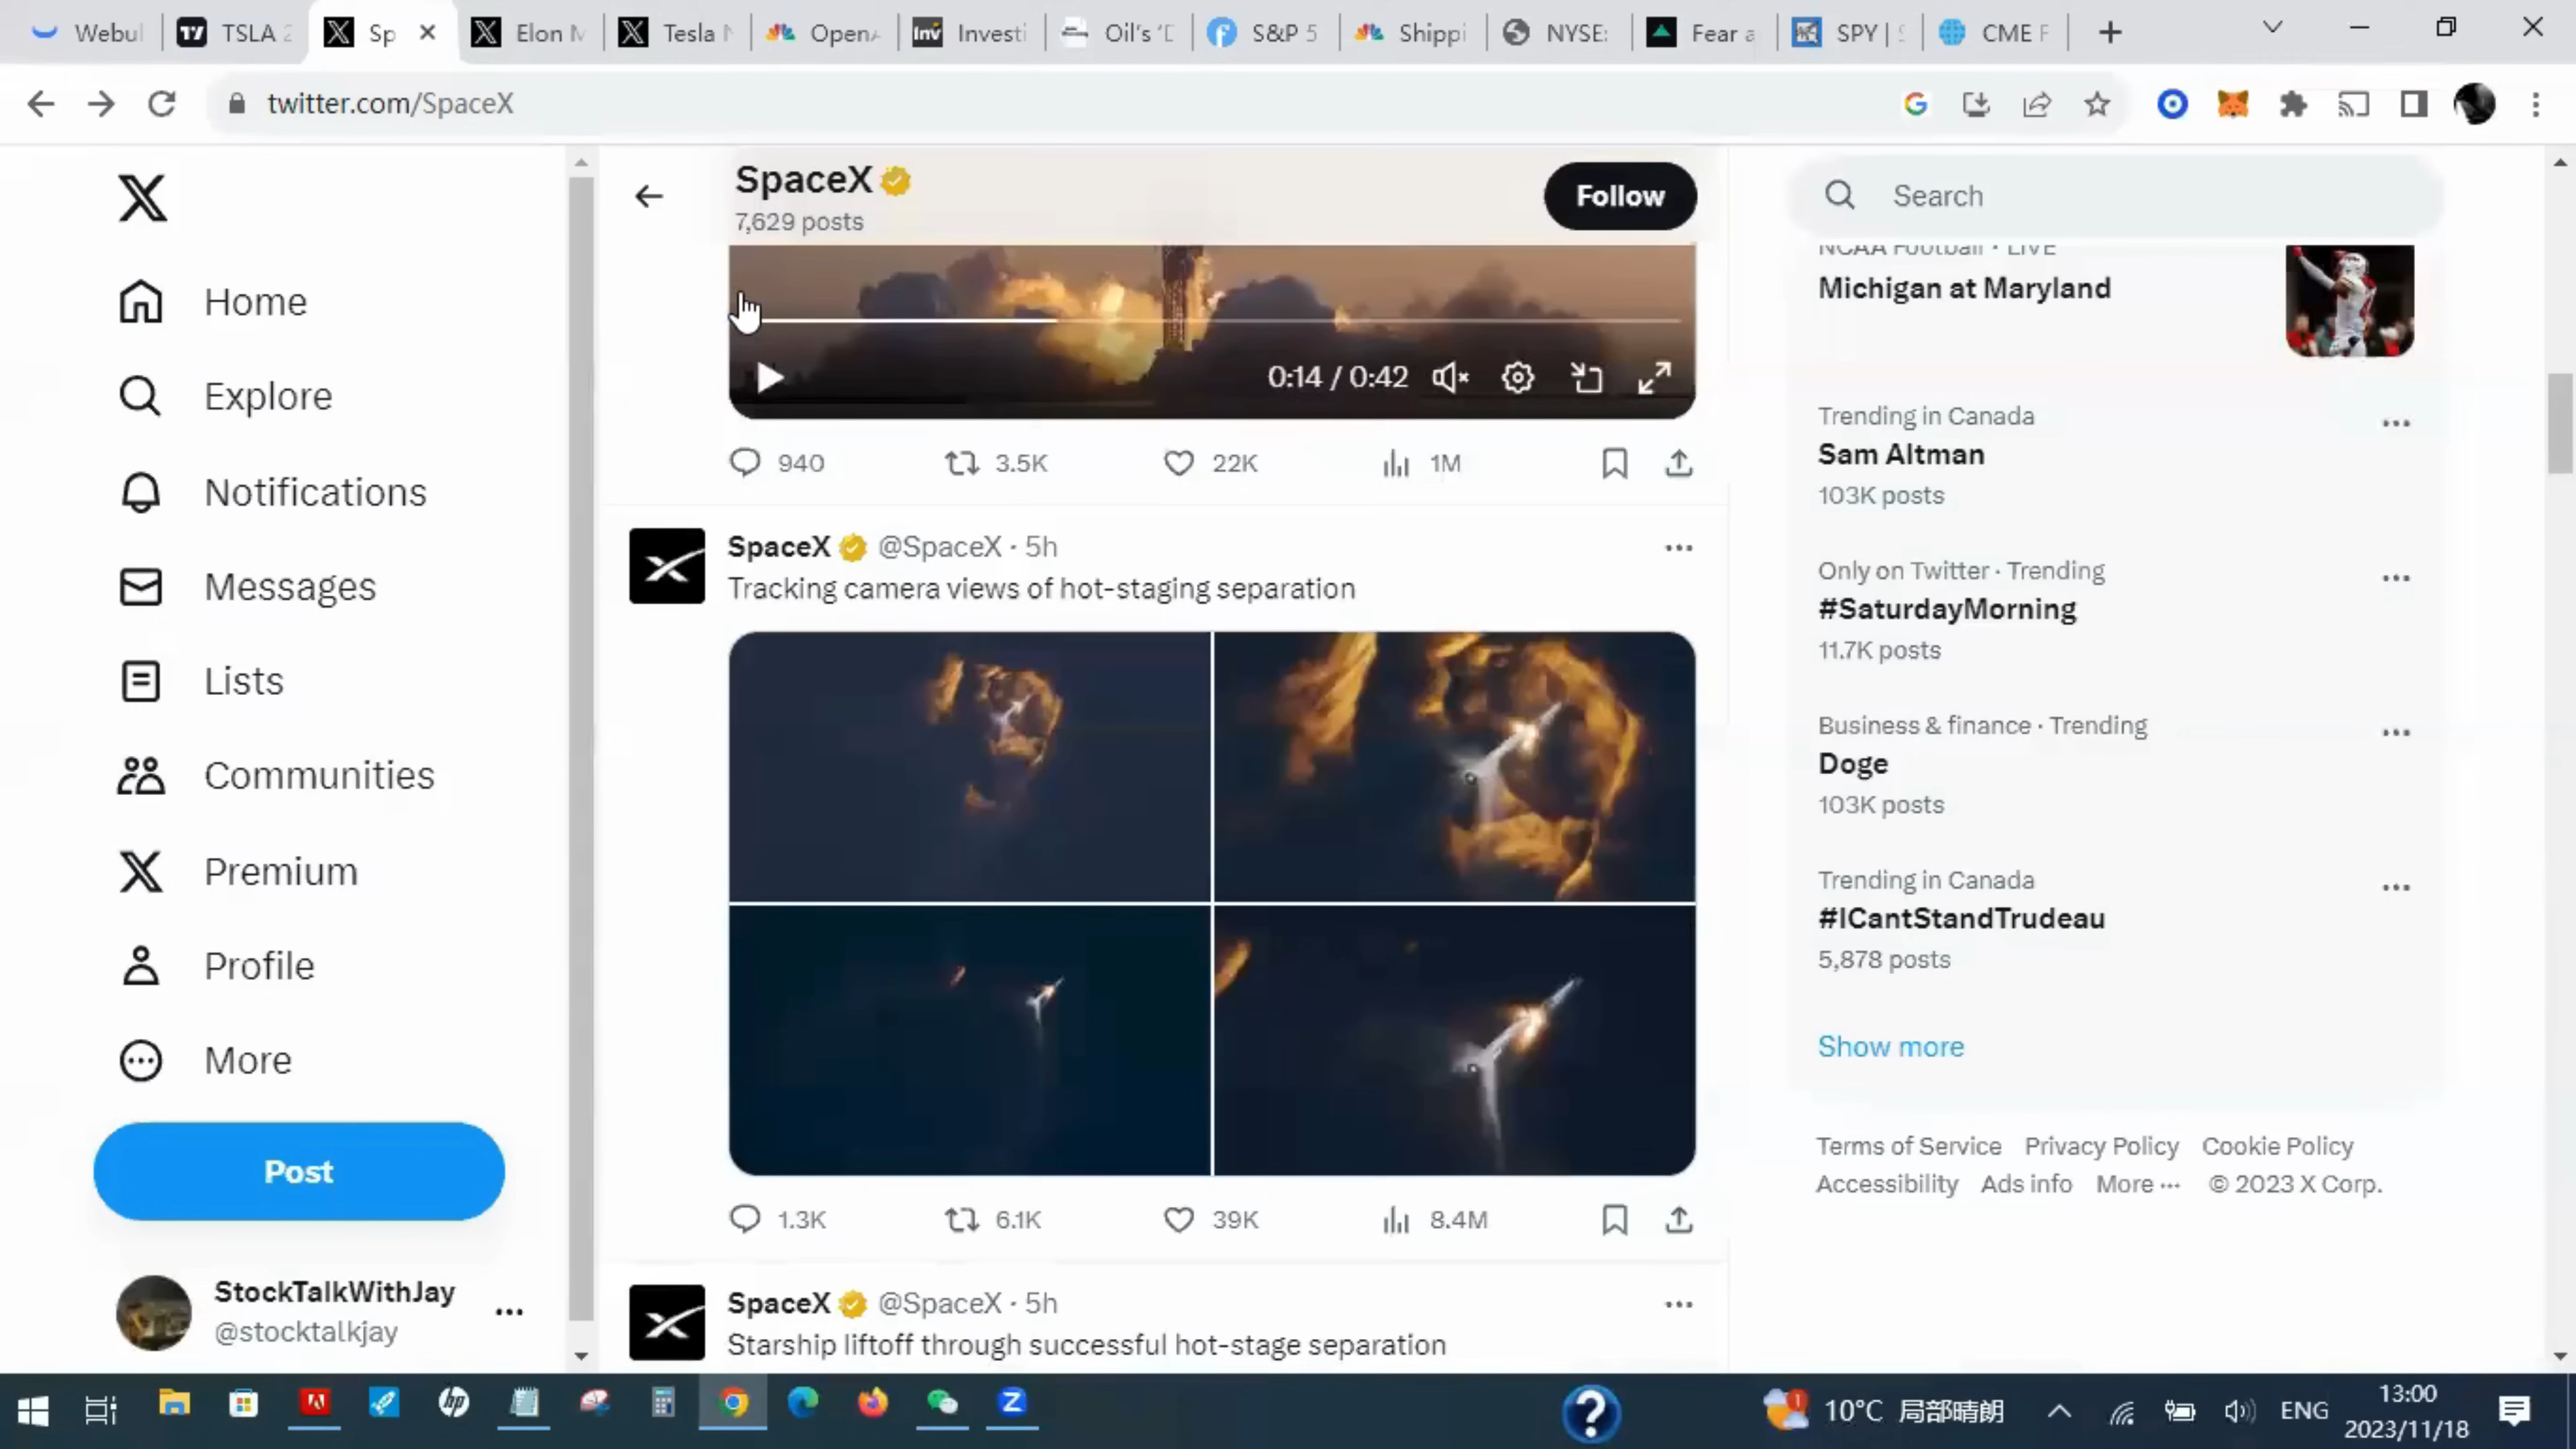 Webul
TSLA 2
Sp
Elon M
Tesla N
OpenA
Investi
Oil's 'D
S&P 5
Shippi
NYSE:
Fear a
SPY | S
CME F
twitter.com/SpaceX
Home
Explore
Notifications
Messages
Lists
Communities
Premium
Profile
More
Post
StockTalkWithJay
@stocktalkjay
SpaceX
7,629 posts
Follow
0:14 / 0:42
940 3.5K 22K 1M
SpaceX @SpaceX · 5h
Tracking camera views of hot-staging separation
1.3K 6.1K 39K 8.4M
SpaceX @SpaceX · 5h
Starship liftoff through successful hot-stage separation
Search
NCAA Football · LIVE
Michigan at Maryland
Trending in Canada
Sam Altman
103K posts
Only on Twitter · Trending
#SaturdayMorning
11.7K posts
Business & finance · Trending
Doge
103K posts
Trending in Canada
#ICantStandTrudeau
5,878 posts
Show more
Terms of Service Privacy Policy Cookie Policy
Accessibility Ads info More ··· © 2023 X Corp.
10°C 局部晴朗
ENG
13:00
2023/11/18